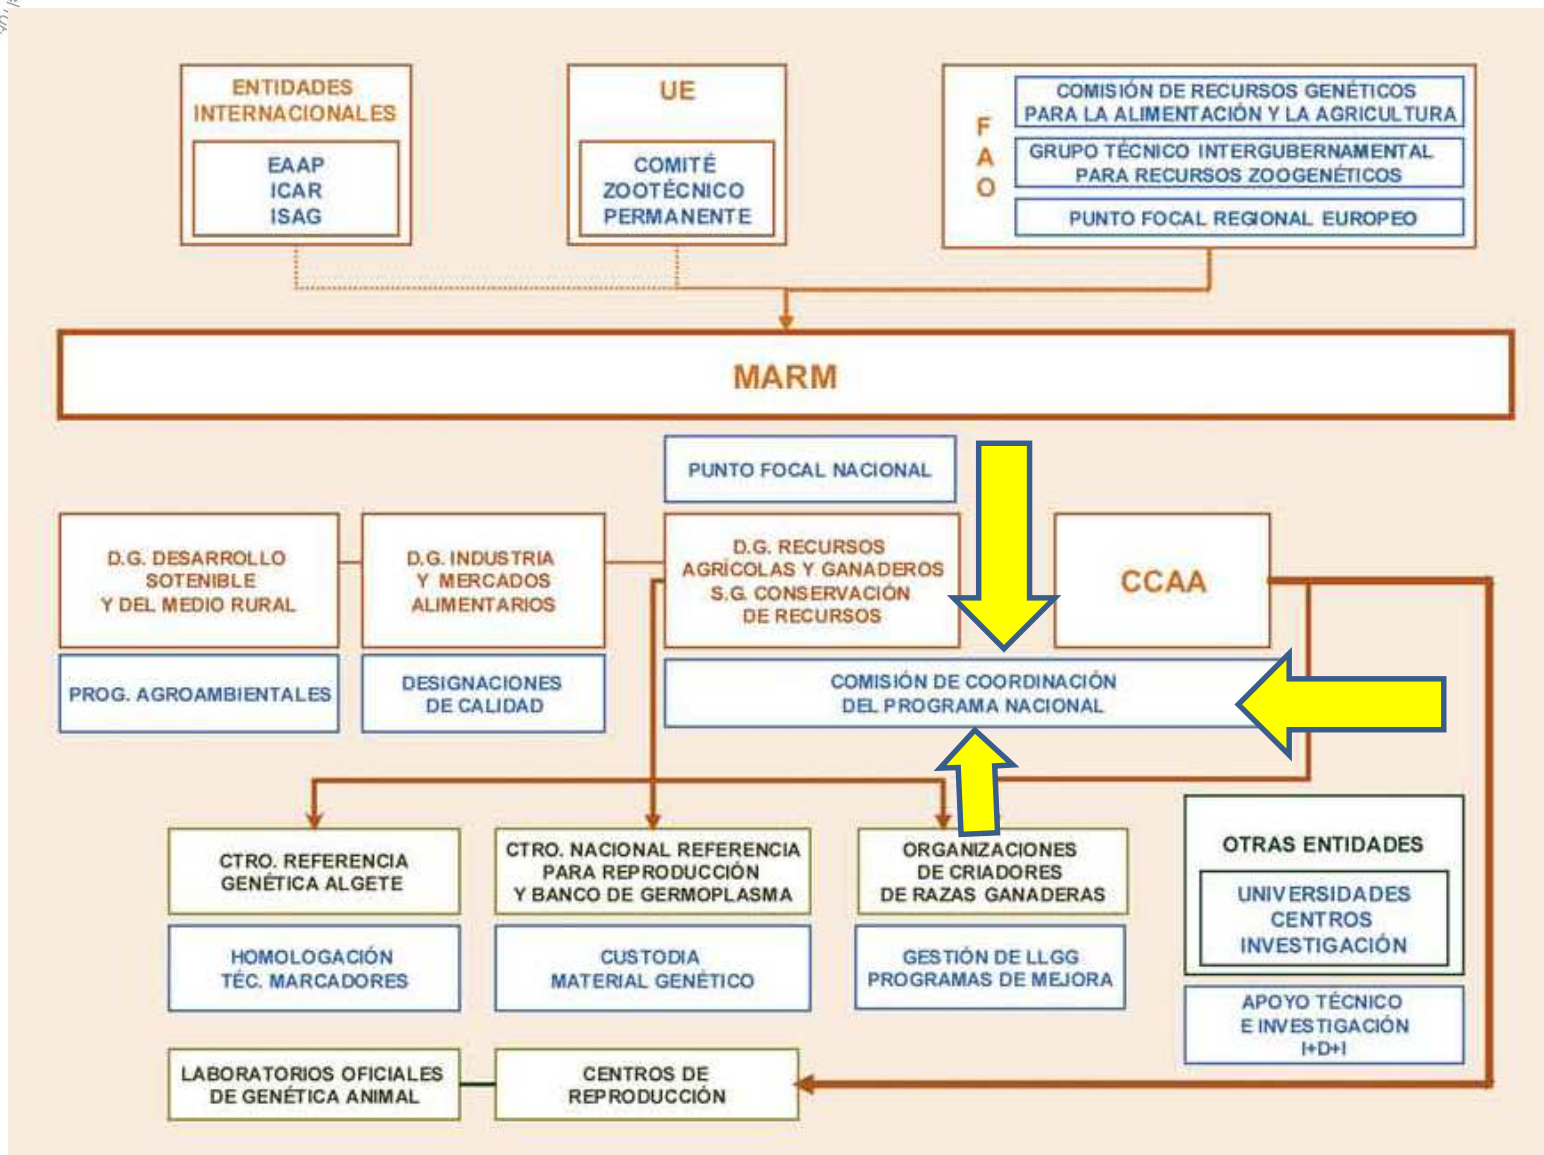 ENTIDADES
INTERNACIONALES
EAAP
ICAR
ISAG
UE
COMITÉ
ZOOTÉCNICO
PERMANENTE
FAO
COMISIÓN DE RECURSOS GENÉTICOS
PARA LA ALIMENTACIÓN Y LA AGRICULTURA
GRUPO TÉCNICO INTERGUBERNAMENTAL
PARA RECURSOS ZOOGENÉTICOS
PUNTO FOCAL REGIONAL EUROPEO
MARM
PUNTO FOCAL NACIONAL
D.G. DESARROLLO
SOTENIBLE
Y DEL MEDIO RURAL
D.G. INDUSTRIA
Y MERCADOS
ALIMENTARIOS
D.G. RECURSOS
AGRÍCOLAS Y GANADEROS
S.G. CONSERVACIÓN
DE RECURSOS
CCAA
PROG. AGROAMBIENTALES
DESIGNACIONES
DE CALIDAD
COMISIÓN DE COORDINACIÓN
DEL PROGRAMA NACIONAL
CTRO. REFERENCIA
GENÉTICA ALGETE
CTRO. NACIONAL REFERENCIA
PARA REPRODUCCIÓN
Y BANCO DE GERMOPLASMA
ORGANIZACIONES
DE CRIADORES
DE RAZAS GANADERAS
OTRAS ENTIDADES
UNIVERSIDADES
CENTROS
INVESTIGACIÓN
HOMOLOGACIÓN
TÉC. MARCADORES
CUSTODIA
MATERIAL GENÉTICO
GESTIÓN DE LLGG
PROGRAMAS DE MEJORA
APOYO TÉCNICO
E INVESTIGACIÓN
I+D+I
LABORATORIOS OFICIALES
DE GENÉTICA ANIMAL
CENTROS DE
REPRODUCCIÓN